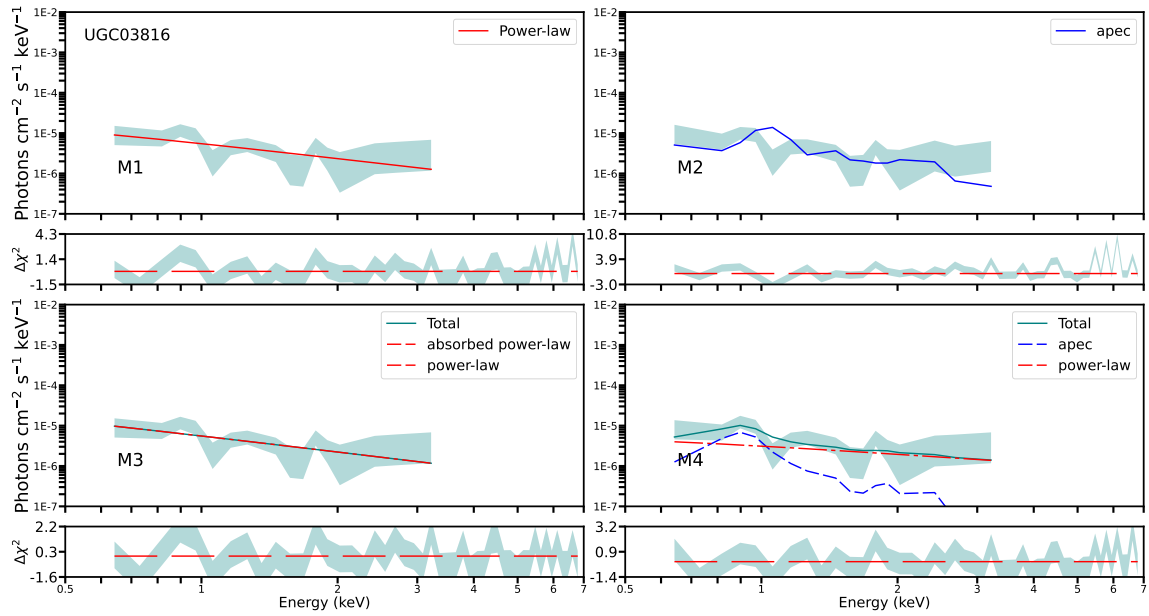 Photons cm⁻² s⁻¹ keV⁻¹
1E-2
1E-3
1E-4
1E-5
1E-6
1E-7
UGC03816
Power-law
M1
1E-2
1E-3
1E-4
1E-5
1E-6
1E-7
apec
M2
Δχ²
4.3
1.4
-1.5
10.8
3.9
-3.0
Photons cm⁻² s⁻¹ keV⁻¹
1E-2
1E-3
1E-4
1E-5
1E-6
1E-7
Total
absorbed power-law
power-law
M3
1E-2
1E-3
1E-4
1E-5
1E-6
1E-7
Total
apec
power-law
M4
Δχ²
2.2
0.3
-1.6
3.2
0.9
-1.4
0.5 1 2 3 4 5 6 7
0.5 1 2 3 4 5 6 7
Energy (keV)
Energy (keV)